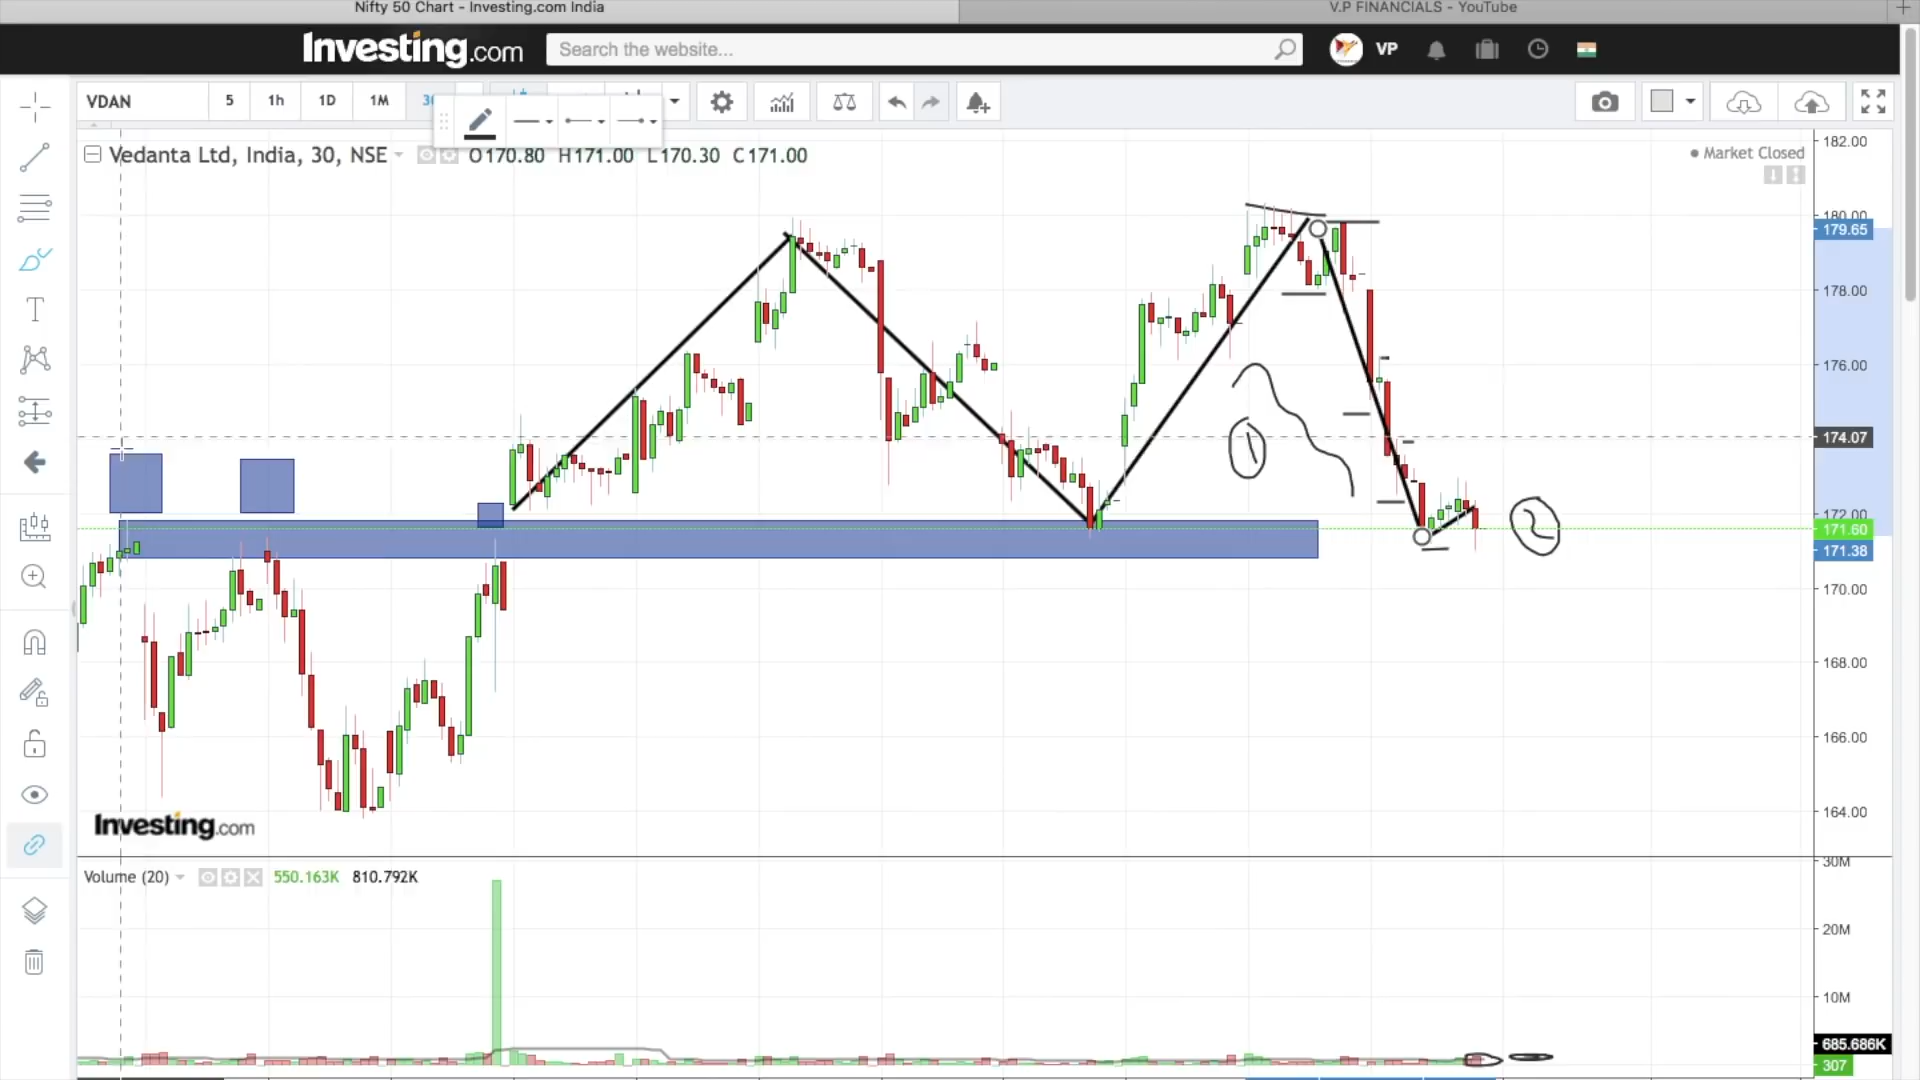 Nifty 50 Chart - Investing.com India
V.P FINANCIALS - YouTube
Investing.com
Search the website...
VP
VDAN
5
1h
1D
1M
Vedanta Ltd, India, 30, NSE
O170.80 H171.00 L170.30 C171.00
Market Closed
182.00
180.00
179.65
178.00
176.00
174.07
172.00
171.60
171.38
170.00
168.00
166.00
164.00
1
2
Investing.com
Volume (20)
550.163K
810.792K
30M
20M
10M
685.686K
307